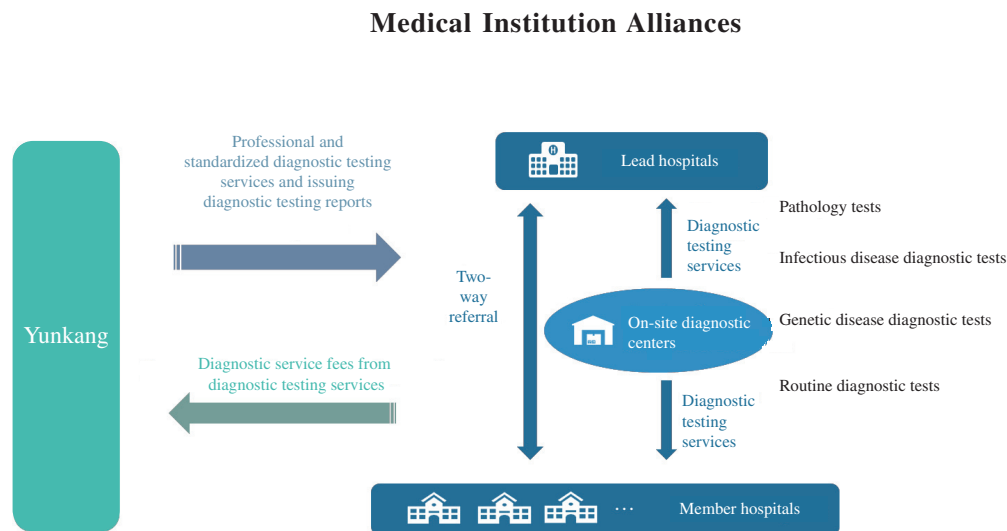 Medical Institution Alliances
Yunkang
Professional and
standardized diagnostic testing
services and issuing
diagnostic testing reports
Diagnostic service fees from
diagnostic testing services
H
Lead hospitals
Two-
way
referral
Diagnostic
testing
services
On-site diagnostic
centers
Diagnostic
testing
services
... Member hospitals
Pathology tests
Infectious disease diagnostic tests
Genetic disease diagnostic tests
Routine diagnostic tests